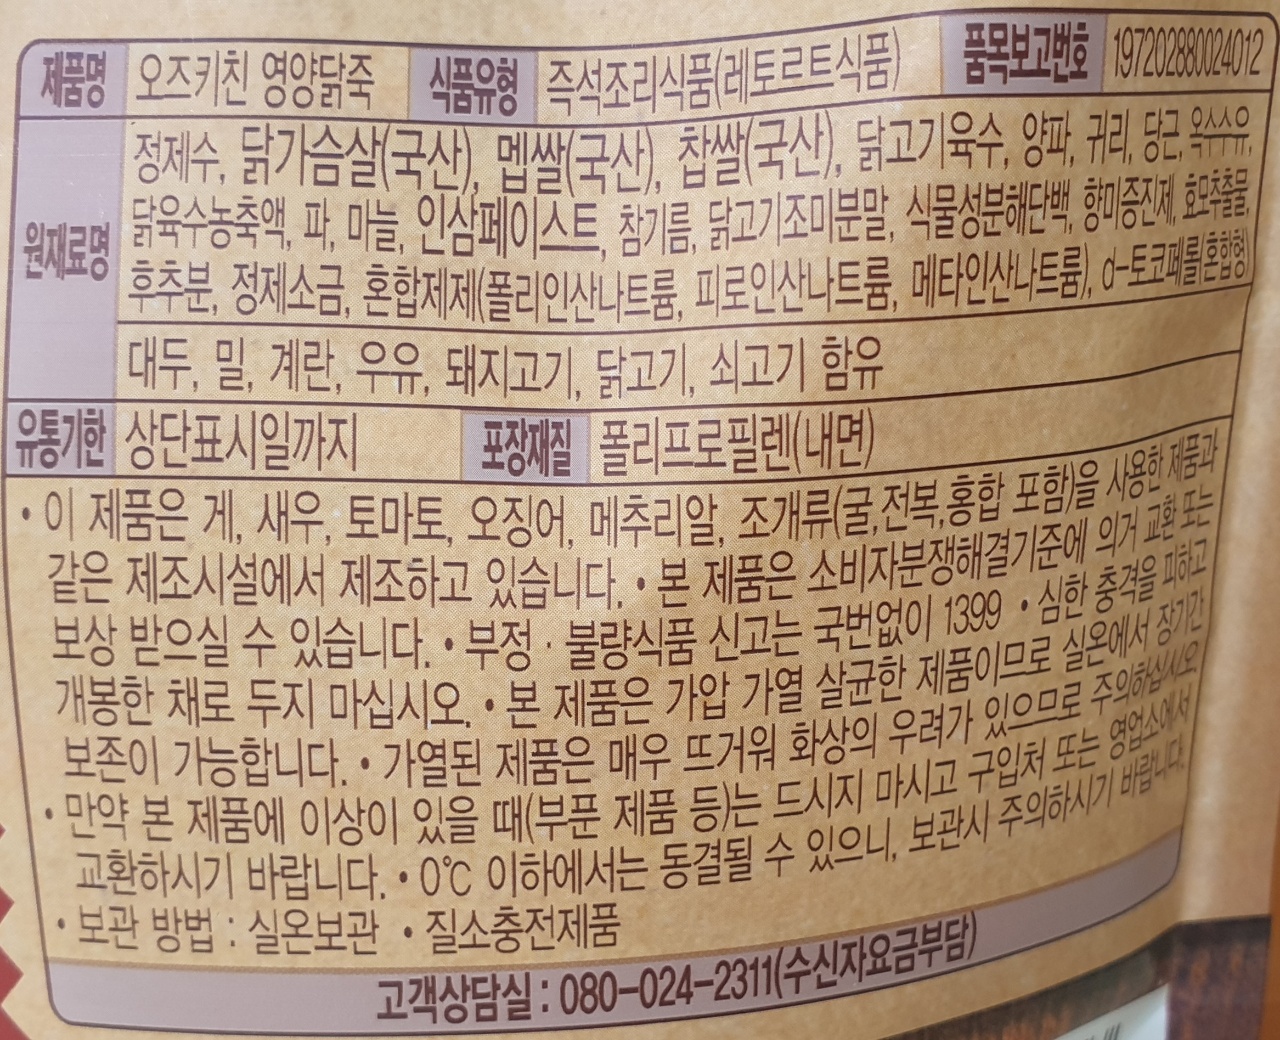 제품명 오즈키친 영양닭죽 식품유형 즉석조리식품(레토르트식품) 품목보고번호 197202880024012
원재료명 정제수, 닭가슴살(국산), 멥쌀(국산), 찹쌀(국산), 닭고기육수, 양파, 귀리, 당근, 옥수수유,
닭육수농축액, 파, 마늘, 인삼페이스트, 참기름, 닭고기조미분말, 식물성분해단백, 향미증진제, 효모추출물,
후추분, 정제소금, 혼합제제(폴리인산나트륨, 피로인산나트륨, 메타인산나트륨), d-토코페롤(혼합형)
대두, 밀, 계란, 우유, 돼지고기, 닭고기, 쇠고기 함유
유통기한 상단표시일까지 포장재질 폴리프로필렌(내면)
• 이 제품은 게, 새우, 토마토, 오징어, 메추리알, 조개류(굴,전복,홍합 포함)을 사용한 제품과
같은 제조시설에서 제조하고 있습니다. • 본 제품은 소비자분쟁해결기준에 의거 교환 또는
보상 받으실 수 있습니다. • 부정 · 불량식품 신고는 국번없이 1399 • 심한 충격을 피하고
개봉한 채로 두지 마십시오. • 본 제품은 가압 가열 살균한 제품이므로 실온에서 장기간
보존이 가능합니다. • 가열된 제품은 매우 뜨거워 화상의 우려가 있으므로 주의하십시오.
• 만약 본 제품에 이상이 있을 때(부푼 제품 등)는 드시지 마시고 구입처 또는 영업소에서
교환하시기 바랍니다. • 0℃ 이하에서는 동결될 수 있으니, 보관시 주의하시기 바랍니다.
• 보관 방법 : 실온보관 • 질소충전제품
고객상담실 : 080-024-2311(수신자요금부담)